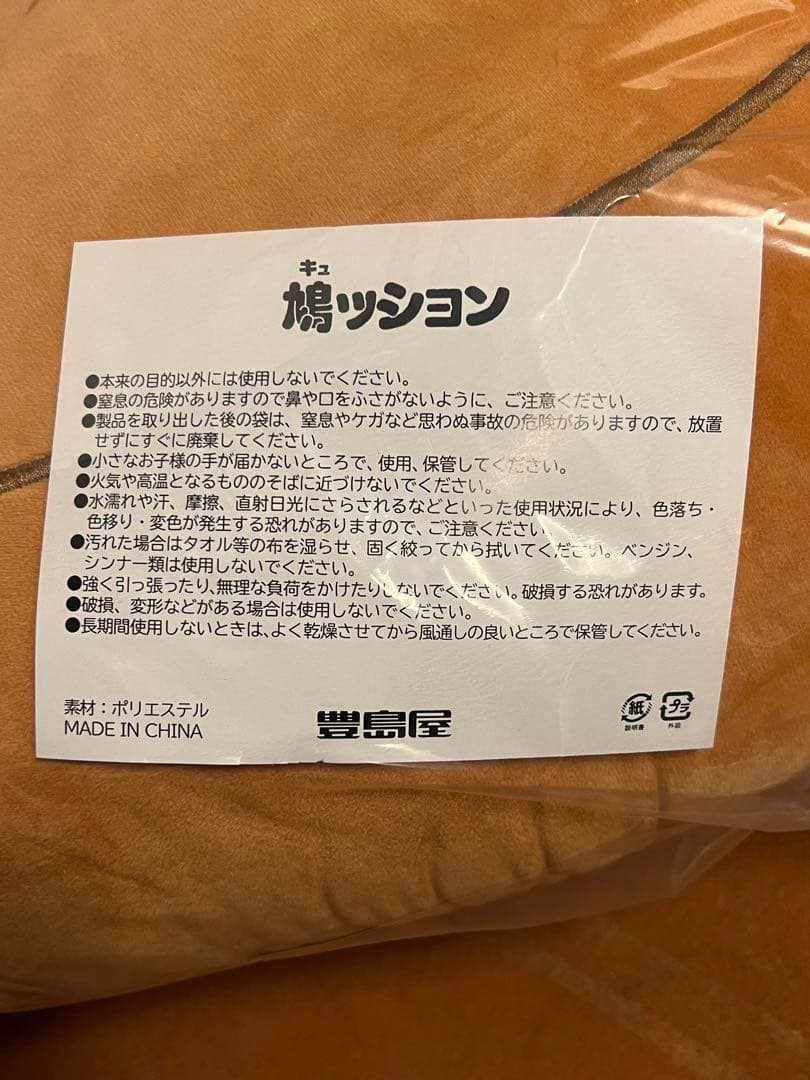 キュ
鳩ッション
●本来の目的以外には使用しないでください。
●窒息の危険がありますので鼻や口をふさがないように、ご注意ください。
●製品を取り出した後の袋は、窒息やケガなど思わぬ事故の危険がありますので、放置
せずにすぐに廃棄してください。
●小さなお子様の手が届かないところで、使用、保管してください。
●火気や高温となるもののそばに近づけないでください。
●水濡れや汗、摩擦、直射日光にさらされるなどといった使用状況により、色落ち・
色移り・変色が発生する恐れがありますので、ご注意ください。
●汚れた場合はタオル等の布を湿らせ、固く絞ってから拭いてください。ベンジン、
シンナー類は使用しないでください。
●強く引っ張ったり、無理な負荷をかけたりしないでください。破損する恐れがあります。
●破損、変形などがある場合は使用しないでください。
●長期間使用しないときは、よく乾燥させてから風通しの良いところで保管してください。
素材：ポリエステル
MADE IN CHINA
豊島屋
紙
説明書
プラ
外装